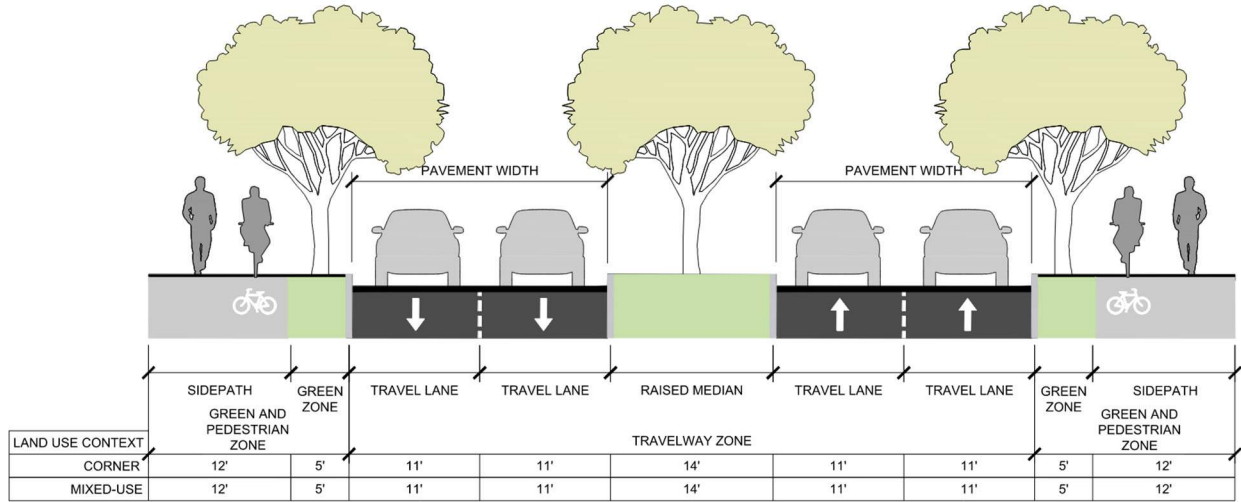 PAVEMENT WIDTH
PAVEMENT WIDTH
SIDEPATH
GREEN
ZONE
TRAVEL LANE
TRAVEL LANE
RAISED MEDIAN
TRAVEL LANE
TRAVEL LANE
GREEN
ZONE
SIDEPATH
GREEN AND
PEDESTRIAN
ZONE
TRAVELWAY ZONE
GREEN AND
PEDESTRIAN
ZONE
LAND USE CONTEXT
CORNER 12' 5' 11' 11' 14' 11' 11' 5' 12'
MIXED-USE 12' 5' 11' 11' 14' 11' 11' 5' 12'